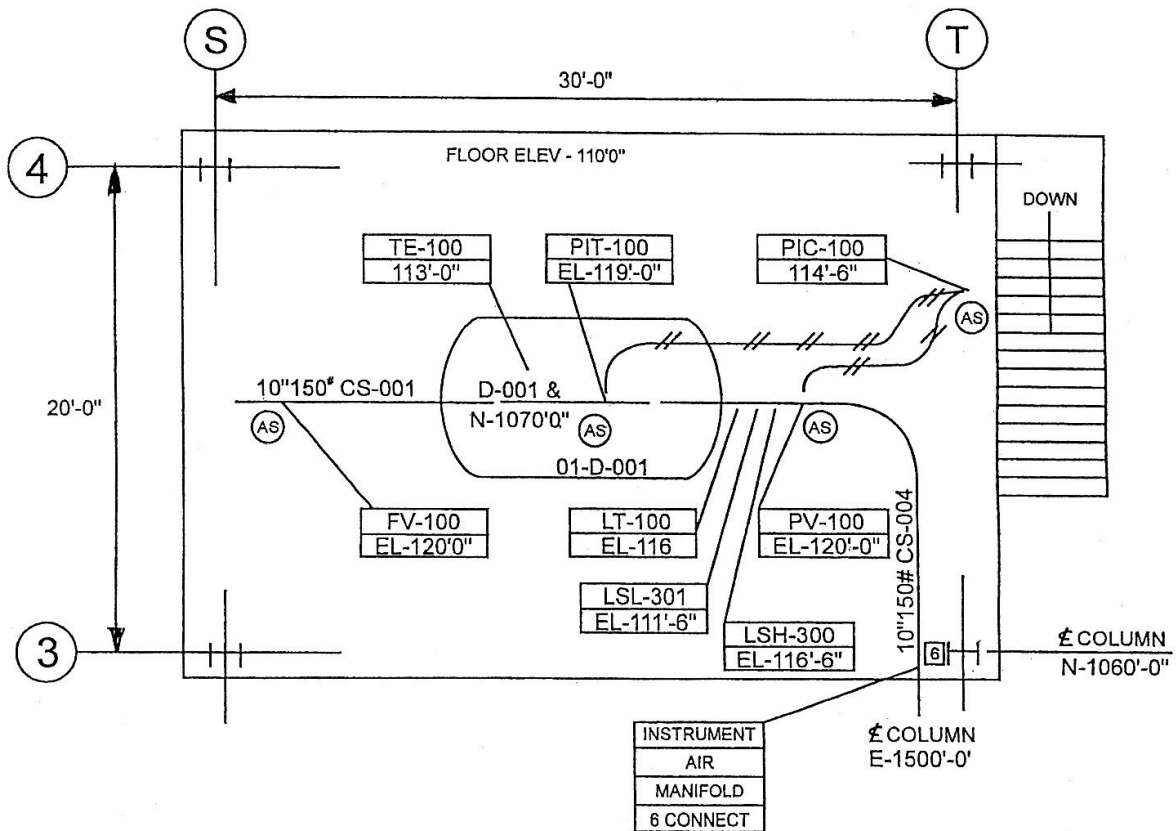 S
T
30'-0"
4
FLOOR ELEV - 110'0"
DOWN
TE-100
113'-0"
PIT-100
EL-119'-0"
PIC-100
114'-6"
AS
20'-0"
10"150# CS-001
D-001 &
N-1070'0"
AS
AS
AS
01-D-001
FV-100
EL-120'0"
LT-100
EL-116
PV-100
EL-120'-0"
10"150# CS-004
LSL-301
EL-111'-6"
LSH-300
EL-116'-6"
3
6
℄ COLUMN
N-1060'-0"
INSTRUMENT
AIR
MANIFOLD
6 CONNECT
℄ COLUMN
E-1500'-0'